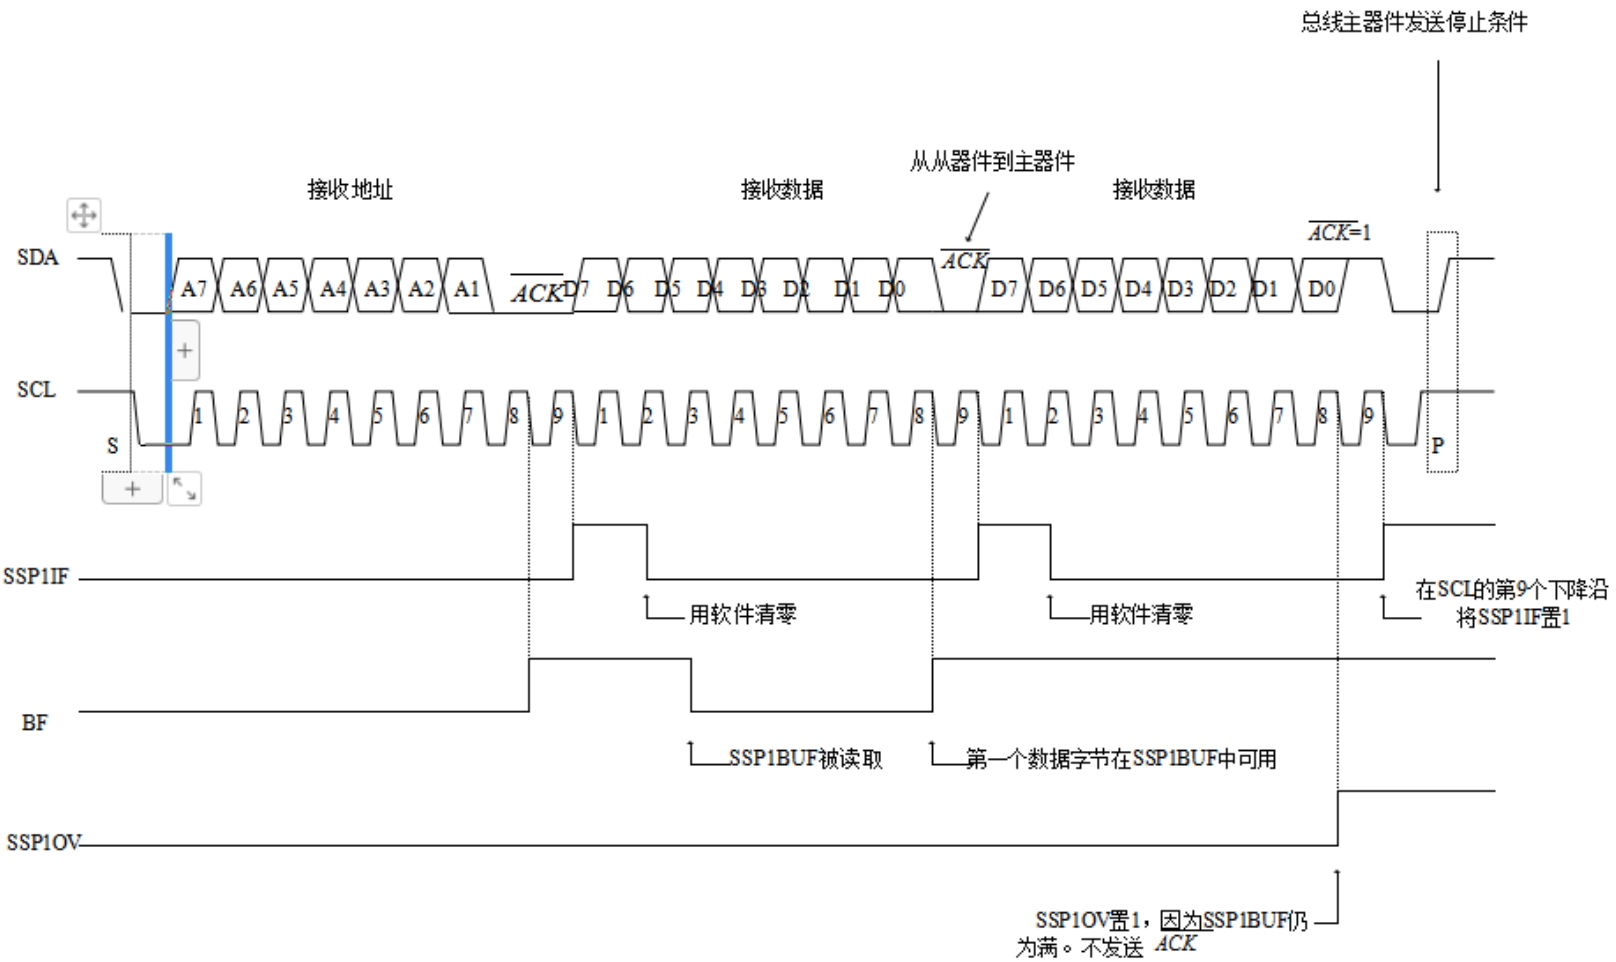 总线主器件发送停止条件
从从器件到主器件
接收地址 接收数据 接收数据
ACK=1
SDA A7 A6 A5 A4 A3 A2 A1 ACK D7 D6 D5 D4 D3 D2 D1 D0 ACK D7 D6 D5 D4 D3 D2 D1 D0
SCL
1 2 3 4 5 6 7 8 9 1 2 3 4 5 6 7 8 9 1 2 3 4 5 6 7 8 9
S P
SSP1IF
用软件清零 用软件清零
在SCL的第9个下降沿
将SSP1IF置1
BF
SSP1BUF被读取 第一个数据字节在SSP1BUF中可用
SSP1OV
SSP1OV置1，因为SSP1BUF仍
为满。不发送 ACK